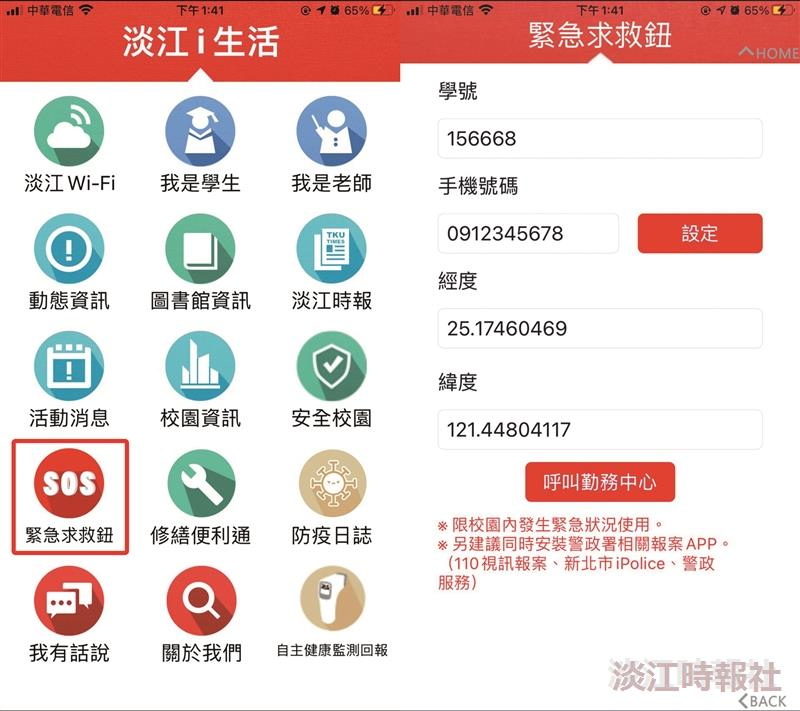 中華電信 下午1:41 65%
淡江i生活
淡江Wi-Fi 我是學生 我是老師
TKU
TIMES
動態資訊 圖書館資訊 淡江時報
活動消息 校園資訊 安全校園
SOS
緊急求救鈕 修繕便利通 防疫日誌
我有話說 關於我們 自主健康監測回報
中華電信 下午1:41 65%
緊急求救鈕
HOME
學號
156668
手機號碼
0912345678 設定
經度
25.17460469
緯度
121.44804117
呼叫勤務中心
※ 限校園內發生緊急狀況使用。
※ 另建議同時安裝警政署相關報案APP。
（110視訊報案、新北市iPolice、警政
服務）
淡江時報社
BACK